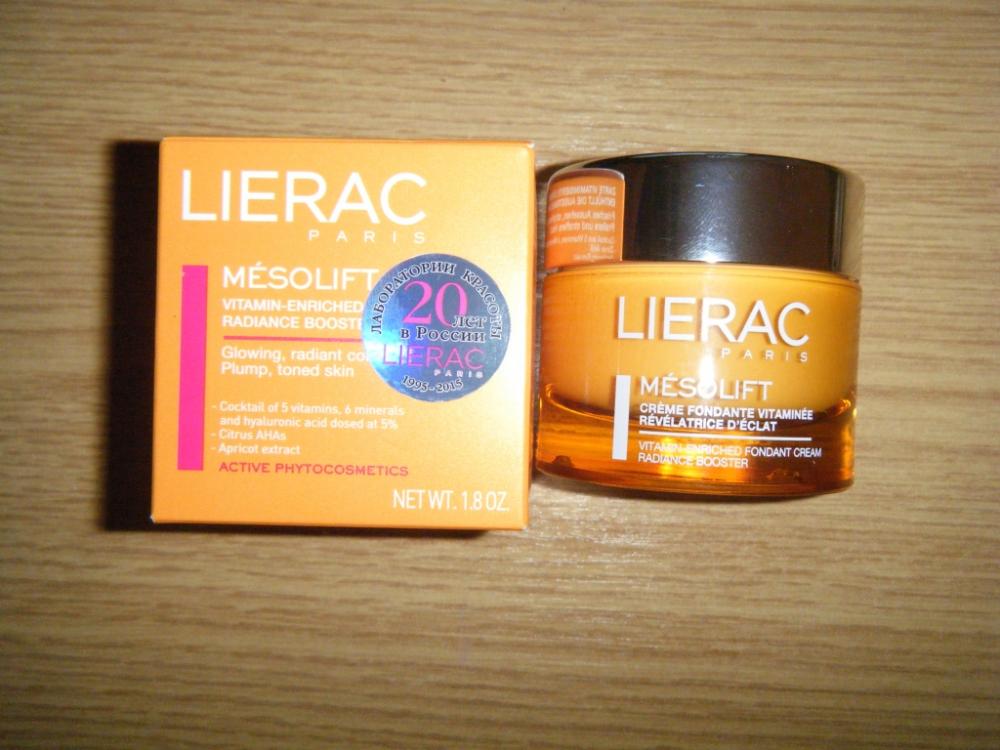 LIERAC
PARIS
MÉSOLIFT
VITAMIN-ENRICHED
RADIANCE BOOSTE
Glowing, radiant co
Plump, toned skin
- Cocktail of 5 vitamins, 6 minerals
and hyaluronic acid dosed at 5%
- Citrus AHAs
- Apricot extract
ACTIVE PHYTOCOSMETICS
NET WT. 1.8 OZ.
ЛАБОРАТОРИИ КРАСОТЫ
20 лет
в России
LIERAC
PARIS
1995-2015
LIERAC
PARIS
MÉSOLIFT
CRÈME FONDANTE VITAMINÉE
RÉVÉLATRICE D'ÉCLAT
VITAMIN-ENRICHED FONDANT CREAM
RADIANCE BOOSTER